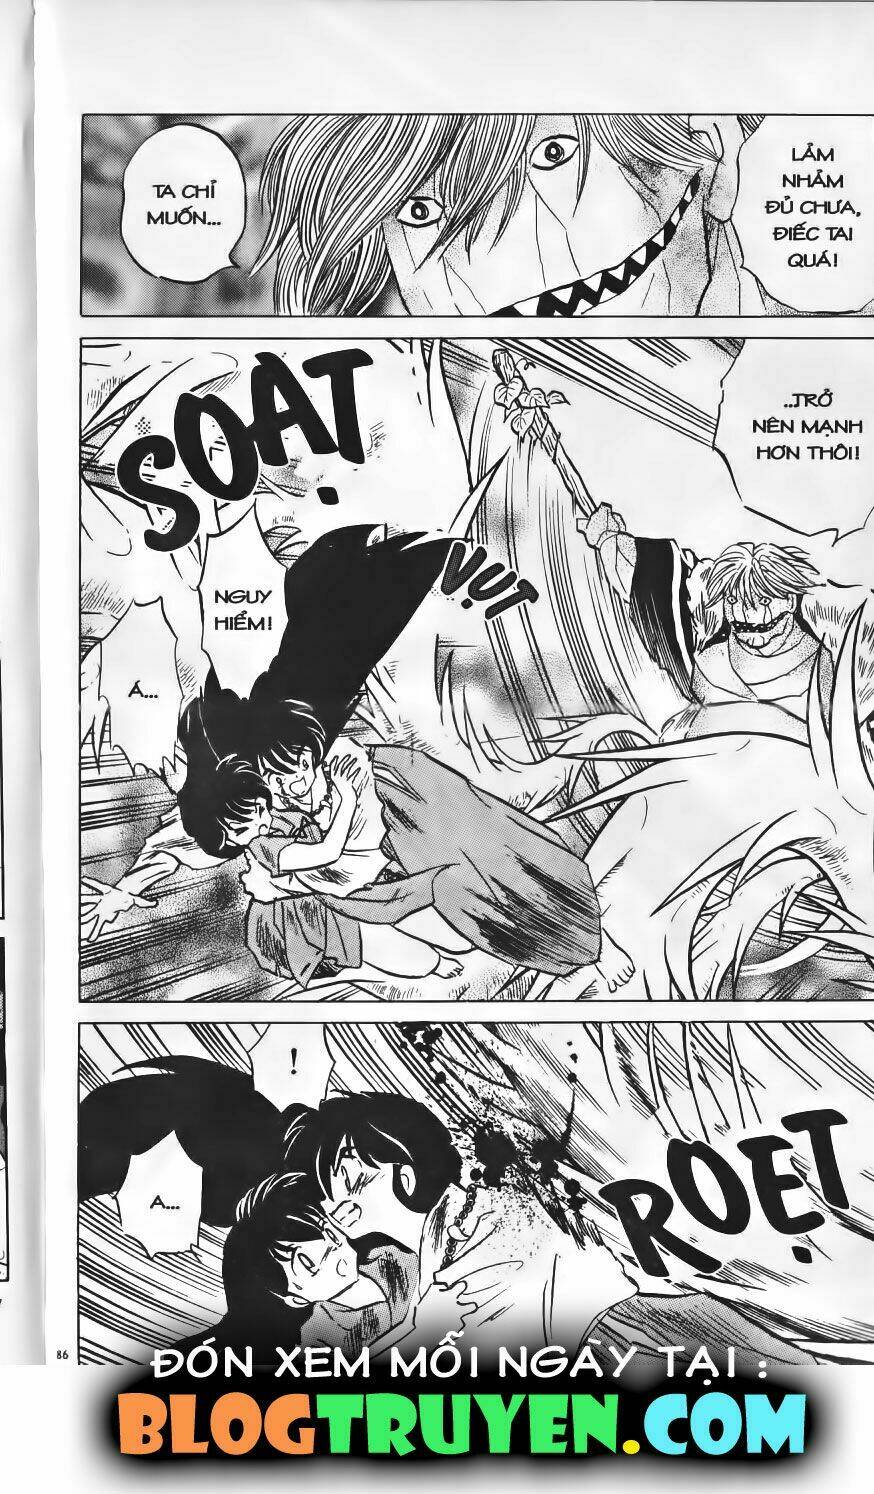 LẢM
NHẢM
ĐỦ CHƯA,
ĐIẾC TAI
QUÁ!
TA CHỈ
MUỐN...
...TRỞ
NÊN MẠNH
HƠN THÔI!
SOẠT
VỤT
NGUY
HIỂM!
Á...
!
ROẸT
A...
86
ĐÓN XEM MỖI NGÀY TẠI :
BLOGTRUYEN.COM